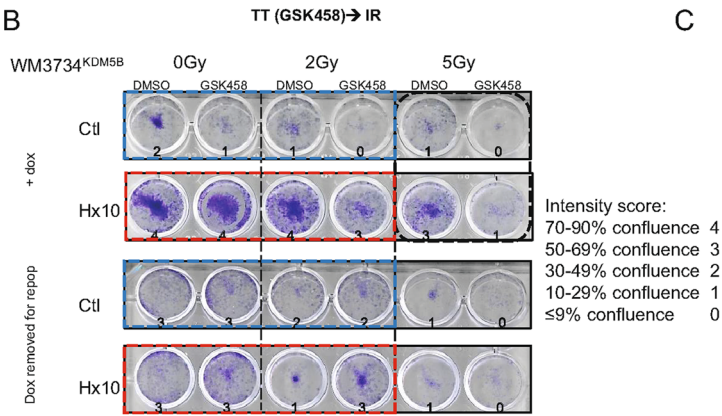 B
TT (GSK458)➔ IR
C
WM3734KDM5B
0Gy
2Gy
5Gy
DMSO
GSK458
DMSO
GSK458
DMSO
GSK458
+ dox
Ctl
2
1
1
0
1
0
Hx10
4
4
4
3
3
1
Dox removed for repop
Ctl
3
3
2
2
1
0
Hx10
3
3
1
3
1
0
Intensity score:
70-90% confluence 4
50-69% confluence 3
30-49% confluence 2
10-29% confluence 1
≤9% confluence 0